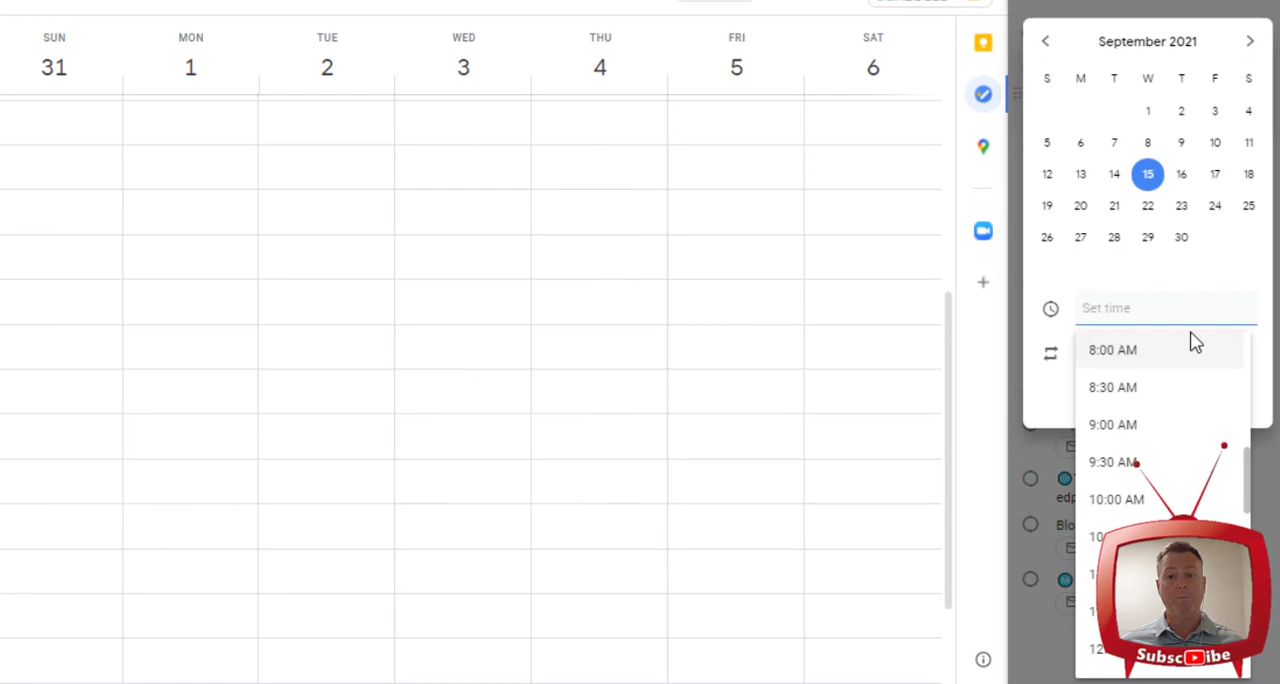 SUN MON TUE WED THU FRI SAT
31 1 2 3 4 5 6
September 2021
S M T W T F S
1 2 3 4
5 6 7 8 9 10 11
12 13 14 15 16 17 18
19 20 21 22 23 24 25
26 27 28 29 30
Set time
8:00 AM
8:30 AM
9:00 AM
9:30 AM
10:00 AM
edp
Blo
Subscribe